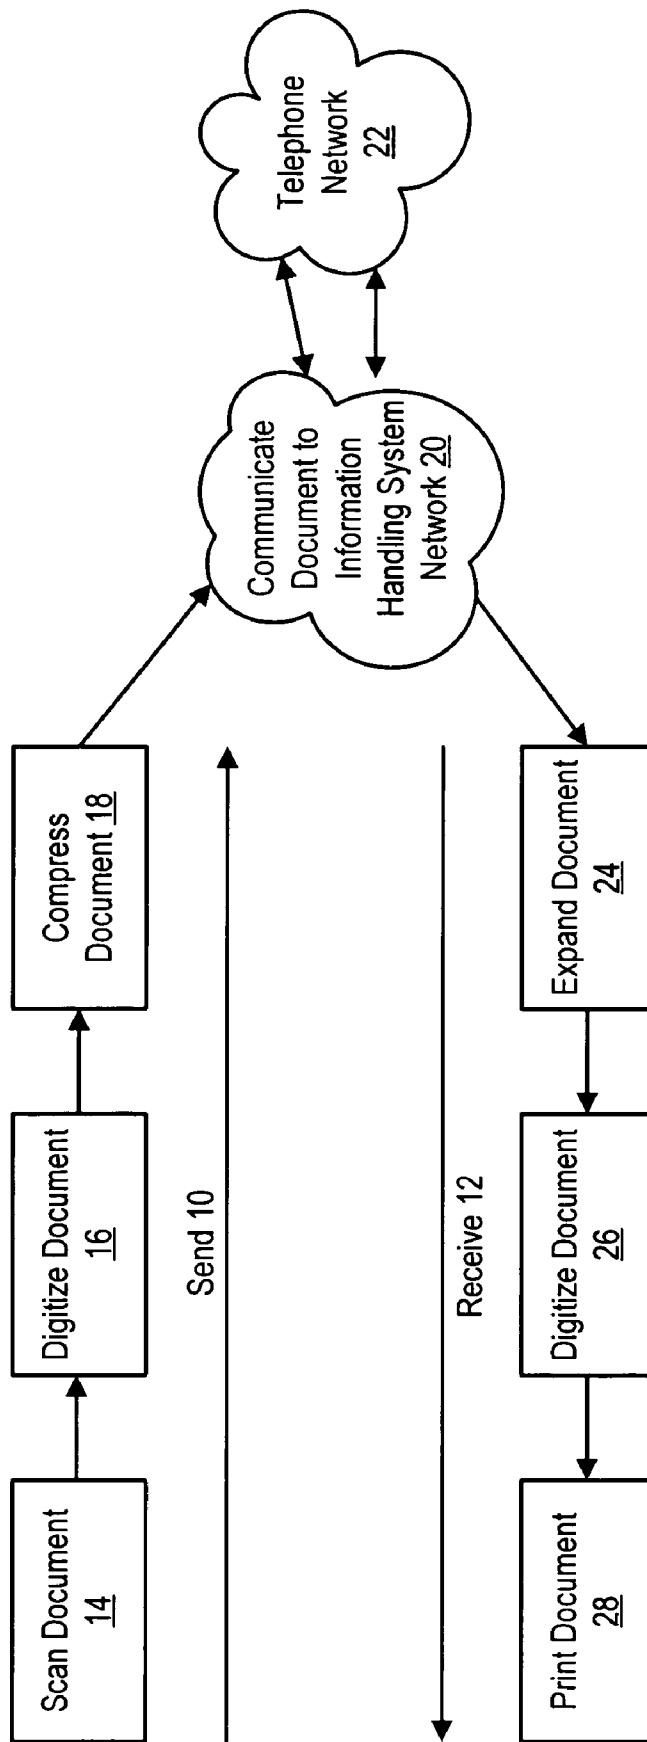 Scan Document
14
Digitize Document
16
Compress
Document 18
Send 10
Communicate
Document to
Information
Handling System
Network 20
Telephone
Network
22
Receive 12
Expand Document
24
Digitize Document
26
Print Document
28